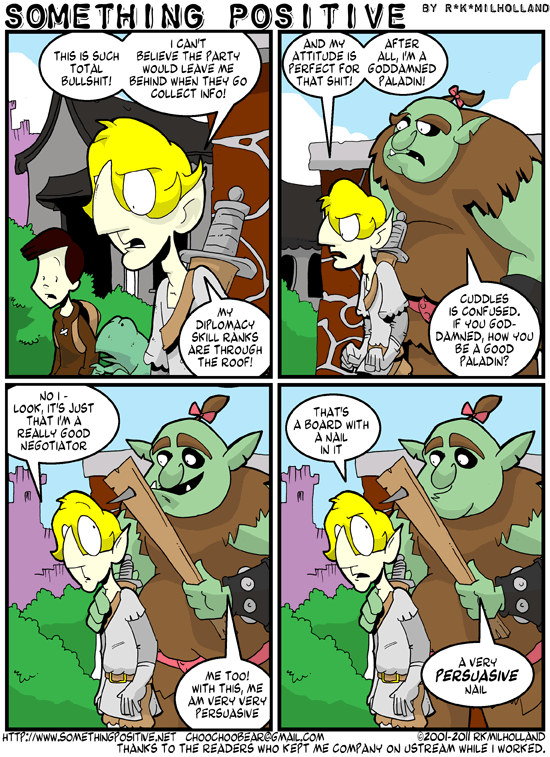 SOMETHING POSITIVE BY R*K*MILHOLLAND
THIS IS SUCH
TOTAL
BULLSHIT!
I CAN'T
BELIEVE THE PARTY
WOULD LEAVE ME
BEHIND WHEN THEY GO
COLLECT INFO!
MY
DIPLOMACY
SKILL RANKS
ARE THROUGH
THE ROOF!
AND MY
ATTITUDE IS
PERFECT FOR
THAT SHIT!
AFTER
ALL, I'M A
GODDAMNED
PALADIN!
CUDDLES
IS CONFUSED.
IF YOU GOD-
DAMNED, HOW YOU
BE A GOOD
PALADIN?
NO I -
LOOK, IT'S JUST
THAT I'M A
REALLY GOOD
NEGOTIATOR
ME TOO!
WITH THIS, ME
AM VERY VERY
PERSUASIVE
THAT'S
A BOARD WITH
A NAIL
IN IT
A VERY
PERSUASIVE
NAIL
HTTP://WWW.SOMETHINGPOSITIVE.NET CHOOCHOOBEAR@GMAIL.COM ©2001-2011 RKMILHOLLAND
THANKS TO THE READERS WHO KEPT ME COMPANY ON USTREAM WHILE I WORKED.